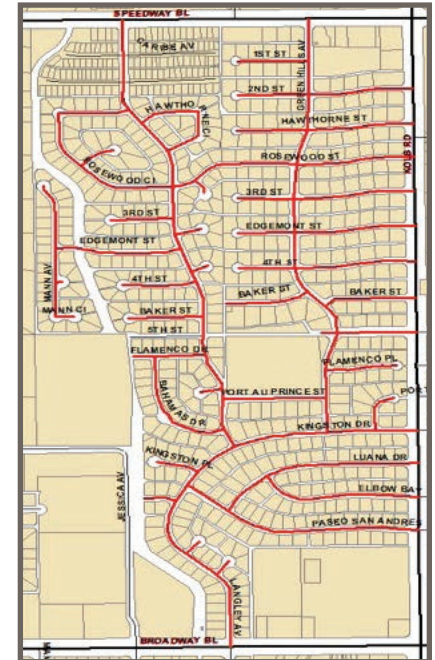 SPEEDWAY BL
CARIBE AV
1ST ST
GREEN HILLS AV
2ND ST
HAWTHORNE CI
HAWTHORNE ST
KOLB RD
ROSEWOOD ST
ROSEWOOD CI
3RD ST
3RD ST
EDGEMONT ST
EDGEMONT ST
4TH ST
4TH ST
MANN AV
BAKER ST
BAKER ST
MANN CI
BAKER ST
5TH ST
FLAMENCO DR
FLAMENCO PL
BAHAMAS DR
PORT AU PRINCE ST
PORT
KINGSTON DR
KINGSTON PL
LUANA DR
JESSICA AV
ELBOW BAY
PASEO SAN ANDRES
LANGLEY AV
BROADWAY BL